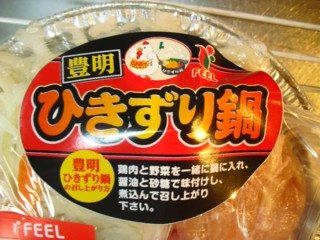 豊明
FEEL
ひきずり鍋
豊明
ひきずり鍋
の召し上がり方
鶏肉と野菜を一緒に鍋に入れ、
醤油と砂糖で味付けし、
煮込んで召し上がり
下さい。
FEEL